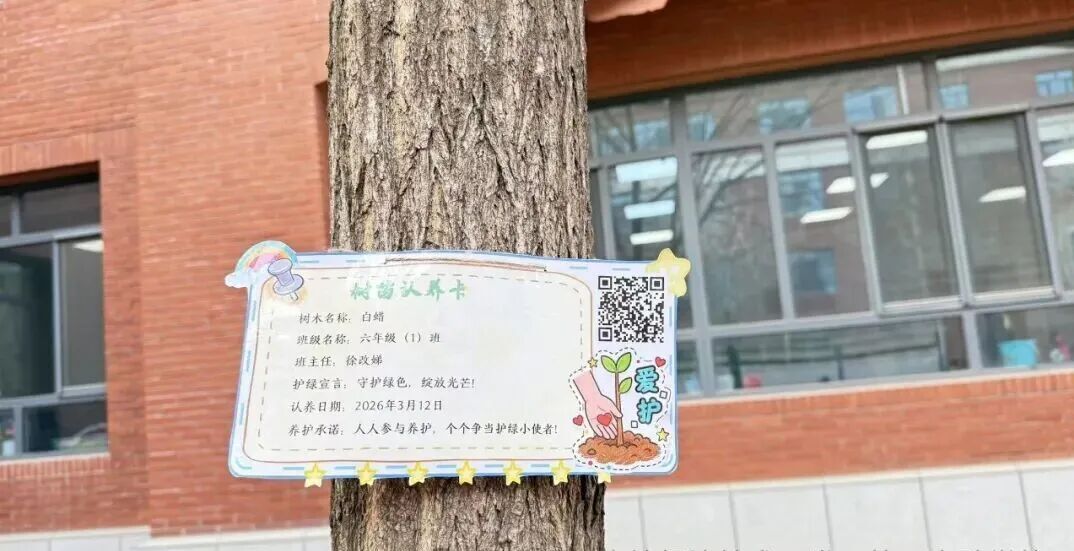 树苗认养卡
树木名称：白蜡
班级名称：六年级（1）班
班主任：徐改娣
护绿宣言：守护绿色，绽放光芒！
认养日期：2026年3月12日
养护承诺：人人参与养护，个个争当护绿小使者！
爱护